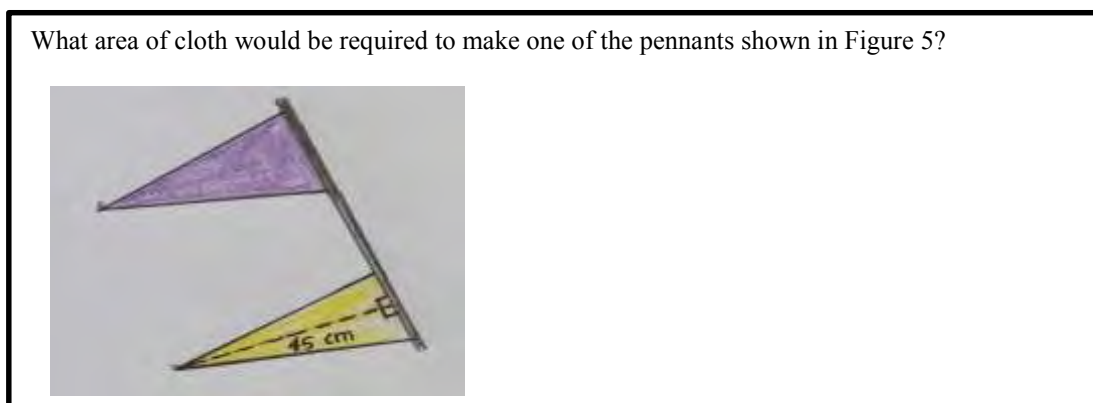 What area of cloth would be required to make one of the pennants shown in Figure 5?
45 cm